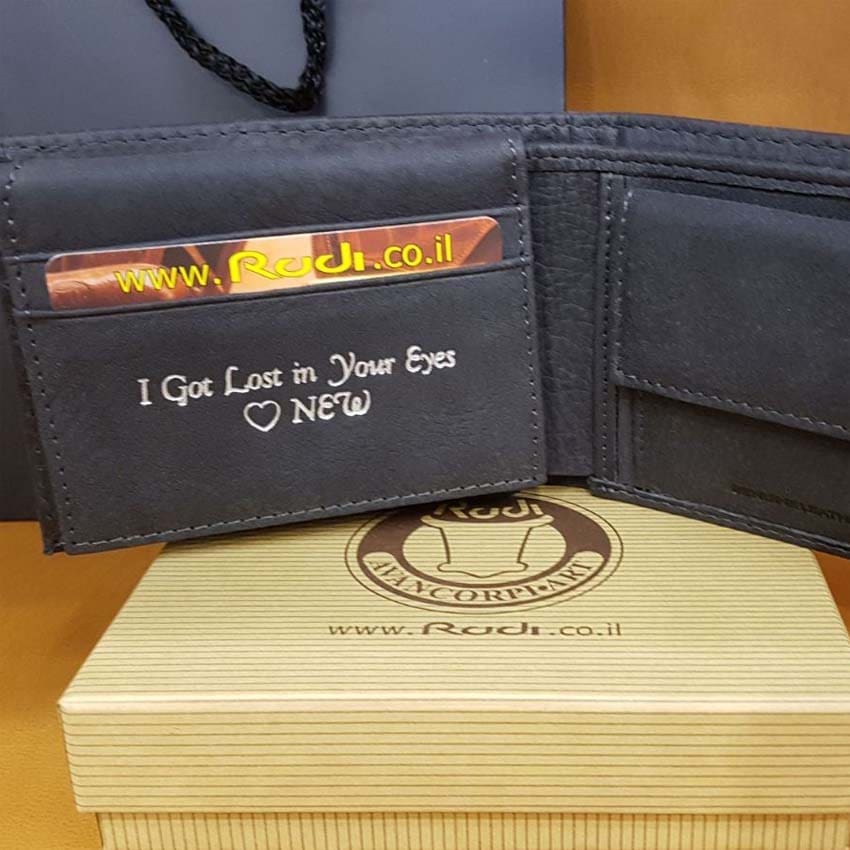 www.Rudi.co.il
I Got Lost in Your Eyes
♡ NEW
Rudi
AVANCORPI•ART
www.Rudi.co.il